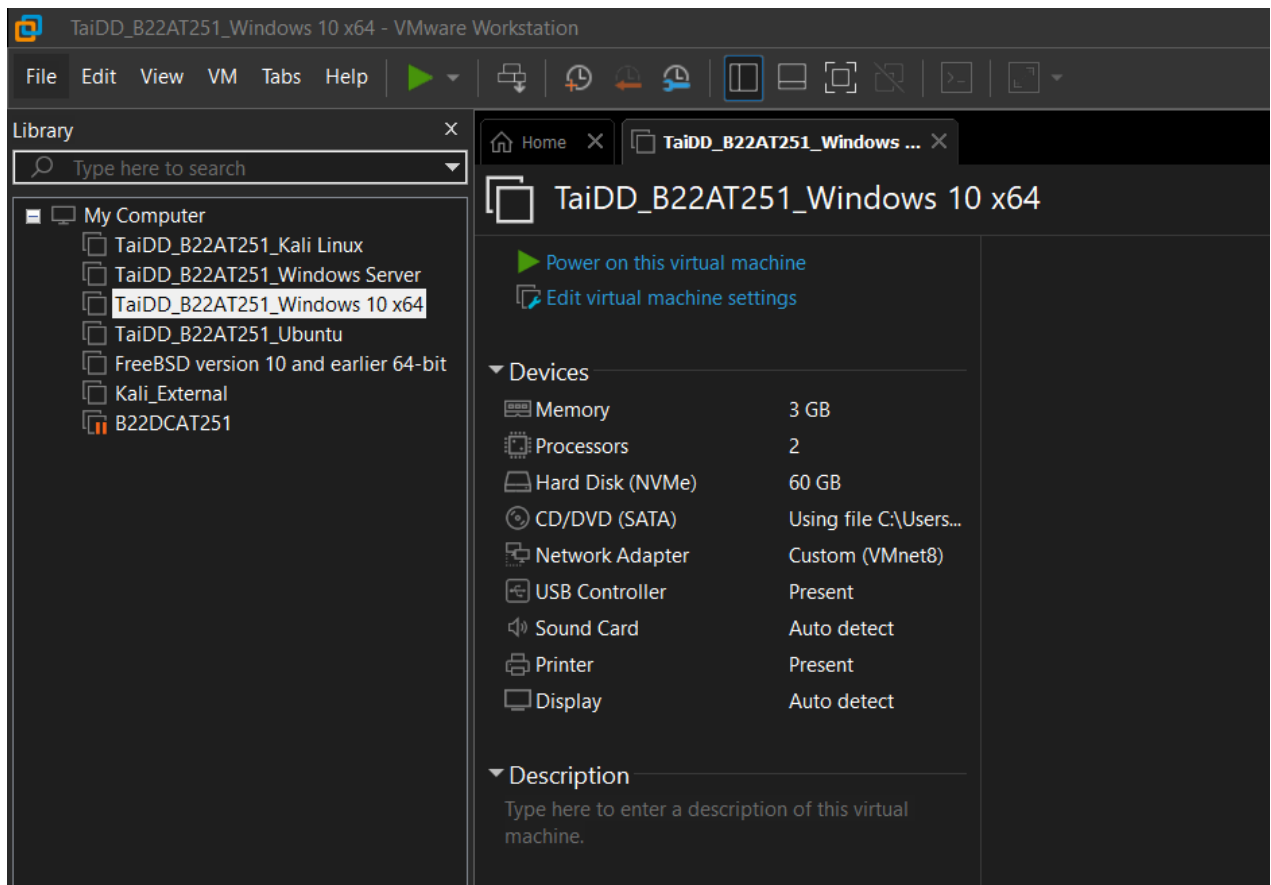 TaiDD_B22AT251_Windows 10 x64 - VMware Workstation
File Edit View VM Tabs Help
Library X
Type here to search
My Computer
TaiDD_B22AT251_Kali Linux
TaiDD_B22AT251_Windows Server
TaiDD_B22AT251_Windows 10 x64
TaiDD_B22AT251_Ubuntu
FreeBSD version 10 and earlier 64-bit
Kali_External
B22DCAT251
Home TaiDD_B22AT251_Windows ...
TaiDD_B22AT251_Windows 10 x64
Power on this virtual machine
Edit virtual machine settings
Devices
Memory 3 GB
Processors 2
Hard Disk (NVMe) 60 GB
CD/DVD (SATA) Using file C:\Users...
Network Adapter Custom (VMnet8)
USB Controller Present
Sound Card Auto detect
Printer Present
Display Auto detect
Description
Type here to enter a description of this virtual
machine.